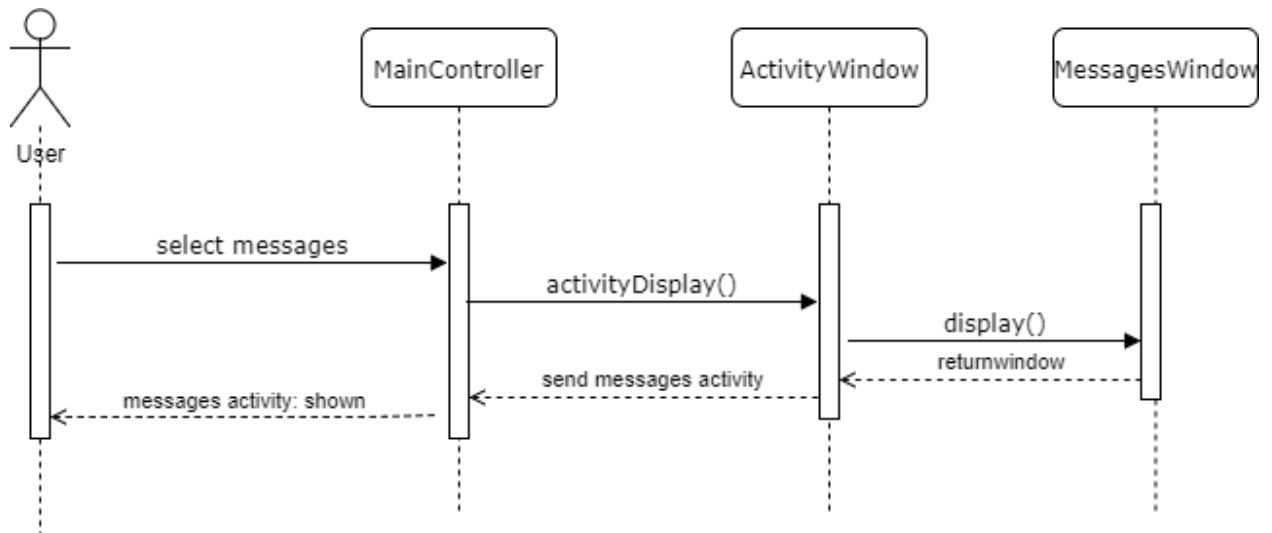 MainController
ActivityWindow
MessagesWindow
User
select messages
activityDisplay()
display()
returnwindow
send messages activity
messages activity: shown